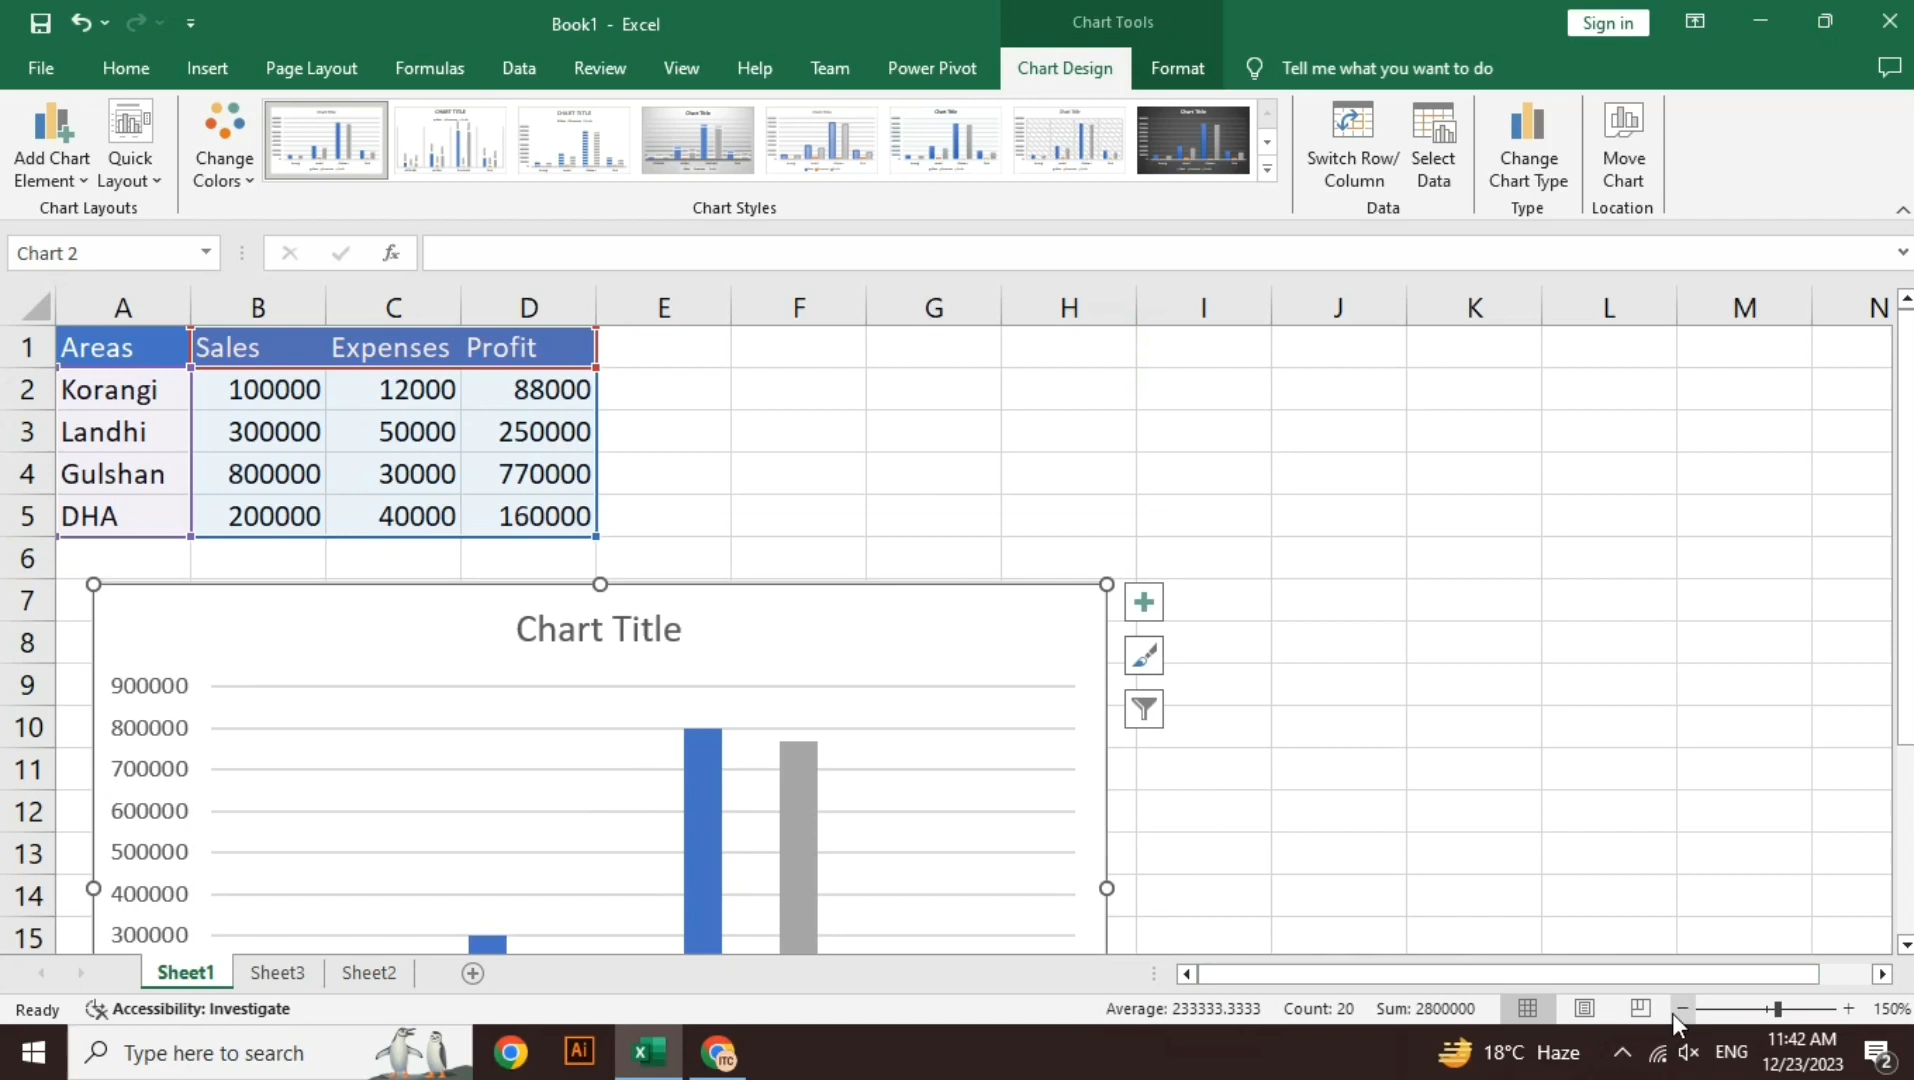 Book1 - Excel
Chart Tools
Sign in
File Home Insert Page Layout Formulas Data Review View Help Team Power Pivot Chart Design Format Tell me what you want to do
Add Chart Element
Quick Layout
Change Colors
Switch Row/ Column
Select Data
Change Chart Type
Move Chart
Chart Layouts Chart Styles Data Type Location
Chart 2
fx
A B C D E F G H I J K L M N
1 Areas Sales Expenses Profit
2 Korangi 100000 12000 88000
3 Landhi 300000 50000 250000
4 Gulshan 800000 30000 770000
5 DHA 200000 40000 160000
6
7
8 Chart Title
9 900000
10 800000
11 700000
12 600000
13 500000
14 400000
15 300000
Sheet1 Sheet3 Sheet2
Ready Accessibility: Investigate Average: 233333.3333 Count: 20 Sum: 2800000 150%
Type here to search Ai X ITC 18°C Haze ENG 11:42 AM
12/23/2023 2